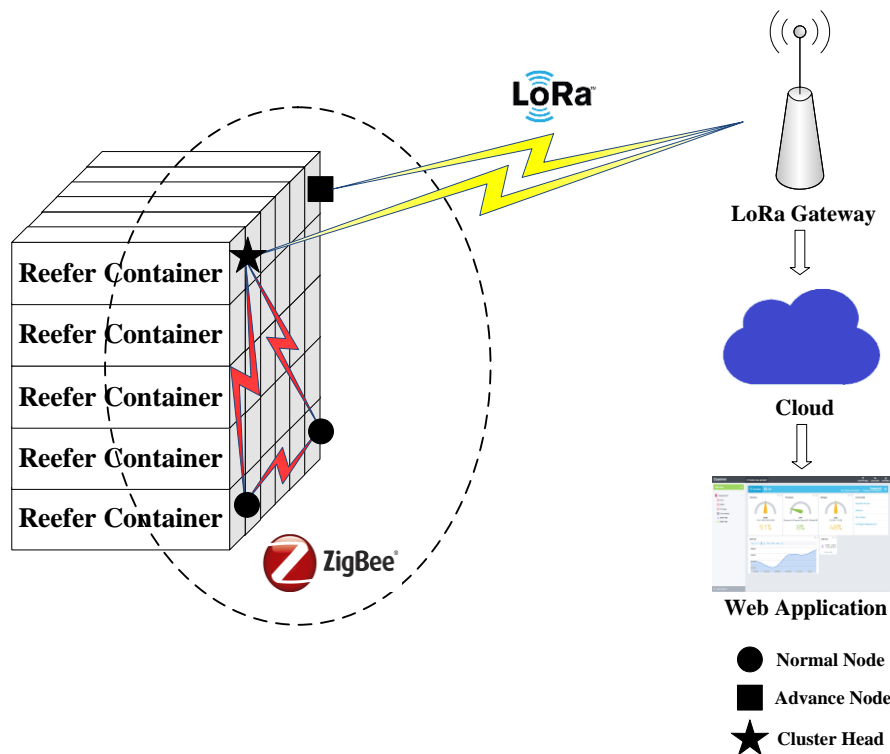 LoRa
LoRa Gateway
Reefer Container
Reefer Container
Reefer Container
Reefer Container
Reefer Container
ZigBee®
Cloud
Web Application
Normal Node
Advance Node
Cluster Head